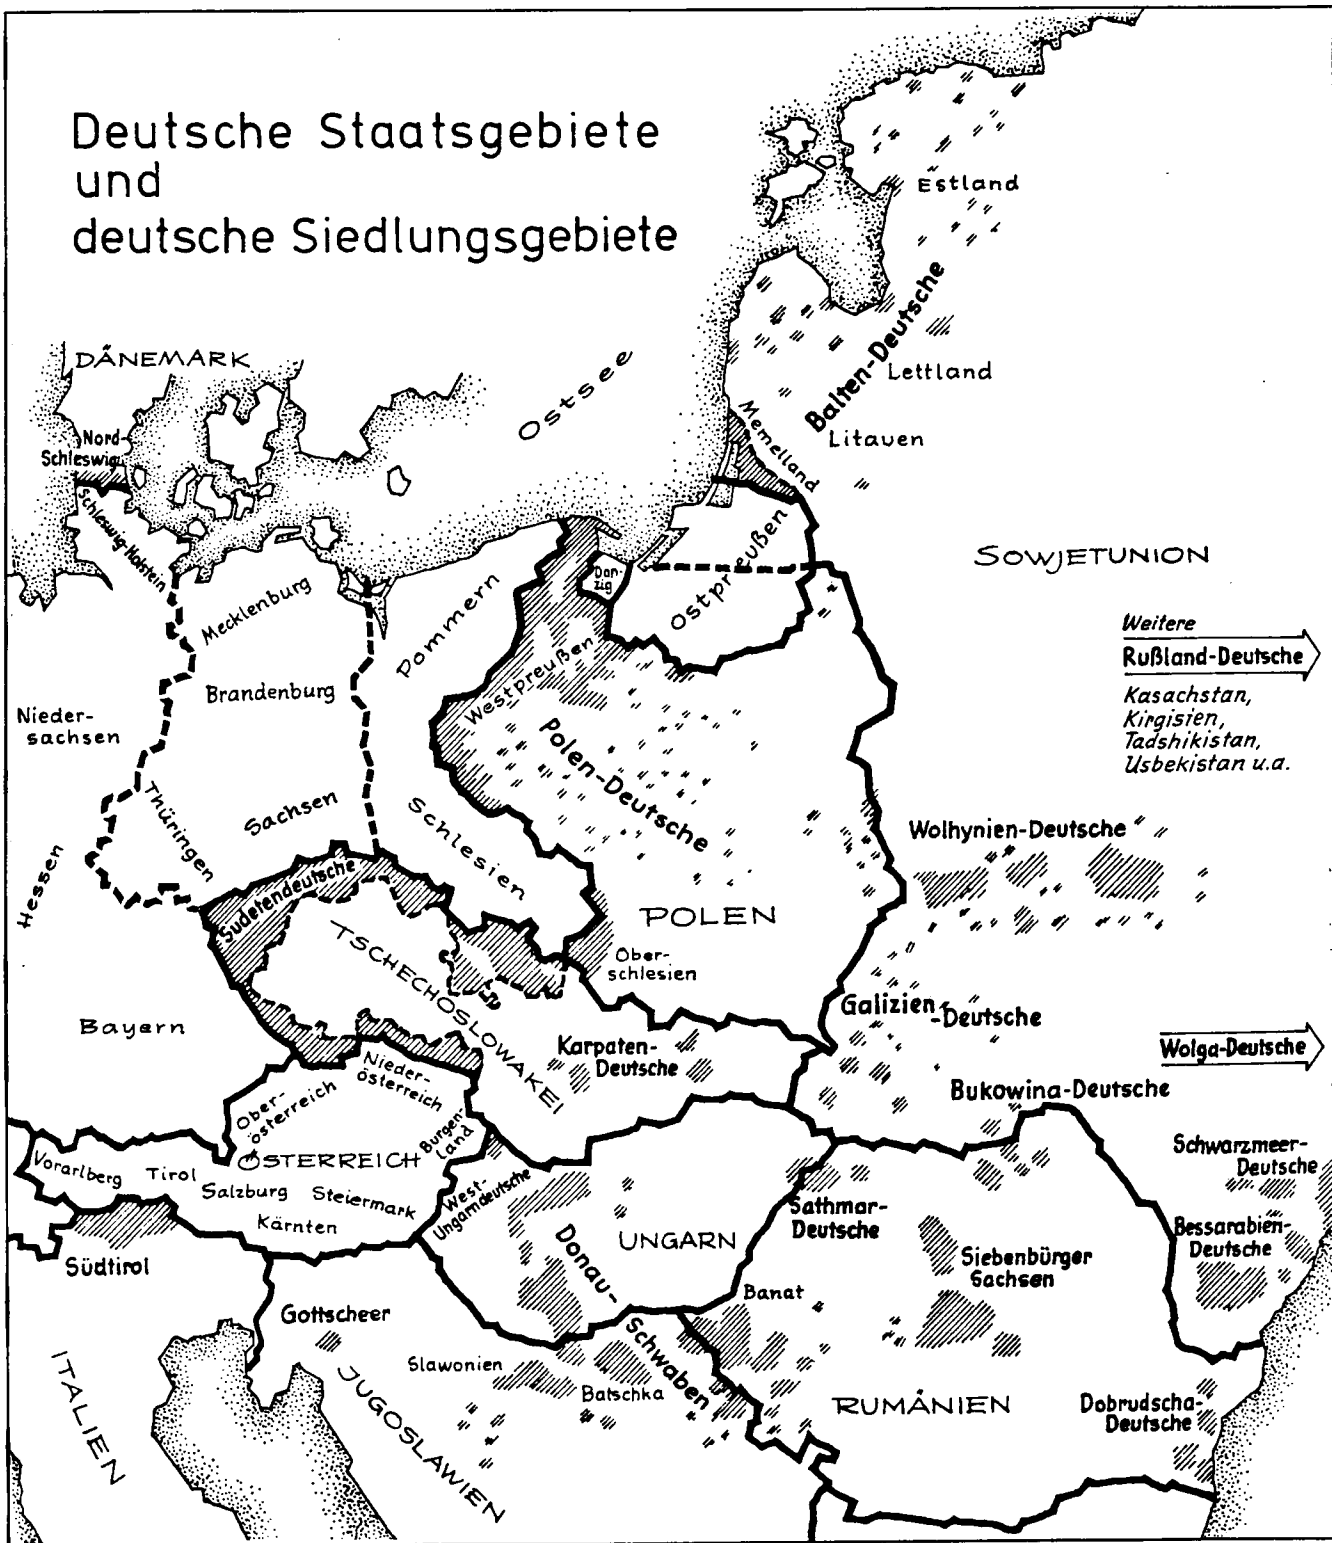 Deutsche Staatsgebiete
und
deutsche Siedlungsgebiete
Estland
Balten-Deutsche
Lettland
Litauen
Memelland
DÄNEMARK
Nord-
Schleswig
Schleswig-Holstein
Ostsee
Mecklenburg
Pommern
Dan-
zig
Ostpreußen
SOWJETUNION
Weitere
Rußland-Deutsche
Kasachstan,
Kirgisien,
Tadshikistan,
Usbekistan u.a.
Westpreußen
Brandenburg
Nieder-
sachsen
Polen-Deutsche
Thüringen
Sachsen
Schlesien
Wolhynien-Deutsche
Hessen
Sudetendeutsche
POLEN
TSCHECHOSLOWAKEI
Ober-
schlesien
Galizien-
-Deutsche
Bayern
Karpaten-
Deutsche
Wolga-Deutsche
Nieder-
österreich
Ober-
österreich
Bukowina-Deutsche
Burgen-
land
Schwarzmeer-
Deutsche
ÖSTERREICH
Vorarlberg
Tirol
Salzburg
Steiermark
Kärnten
West-
Ungarndeutsche
Sathmar-
Deutsche
UNGARN
Donau-
Schwaben
Bessarabien-
Deutsche
Südtirol
Siebenbürger
Sachsen
Banat
Gottscheer
Slawonien
Batschka
ITALIEN
JUGOSLAWIEN
RUMÄNIEN
Dobrudscha-
Deutsche